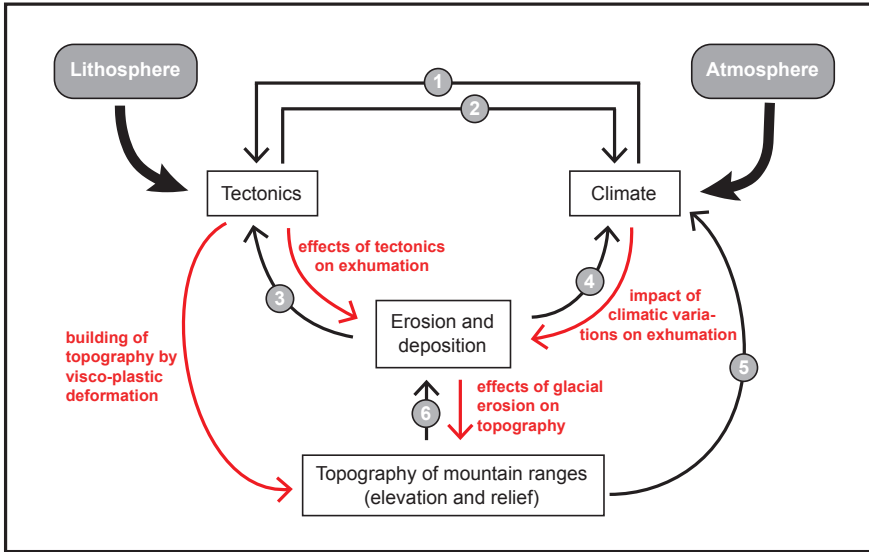 Lithosphere
Atmosphere
1
2
Tectonics
Climate
effects of tectonics
on exhumation
3
4
impact of
climatic varia-
tions on exhumation
Erosion and
deposition
building of
topography by
visco-plastic
deformation
5
6
effects of glacial
erosion on
topography
Topography of mountain ranges
(elevation and relief)